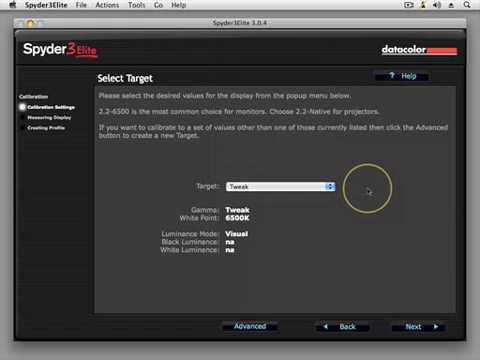 Spyder3Elite File Actions Tools Go Help
Spyder3Elite 3.0.4
Spyder3Elite
datacolor
Select Target
? Help
Please select the desired values for the display from the popup menu below.
2.2-6500 is the most common choice for monitors. Choose 2.2-Native for projectors.
If you want to calibrate to a set of values other than one of those currently listed then click the Advanced
button to create a new Target.
Calibration
Calibration Settings
Measuring Display
Creating Profile
Target: Tweak
Gamma: Tweak
White Point: 6500K
Luminance Mode: Visual
Black Luminance: na
White Luminance: na
Advanced
Back
Next